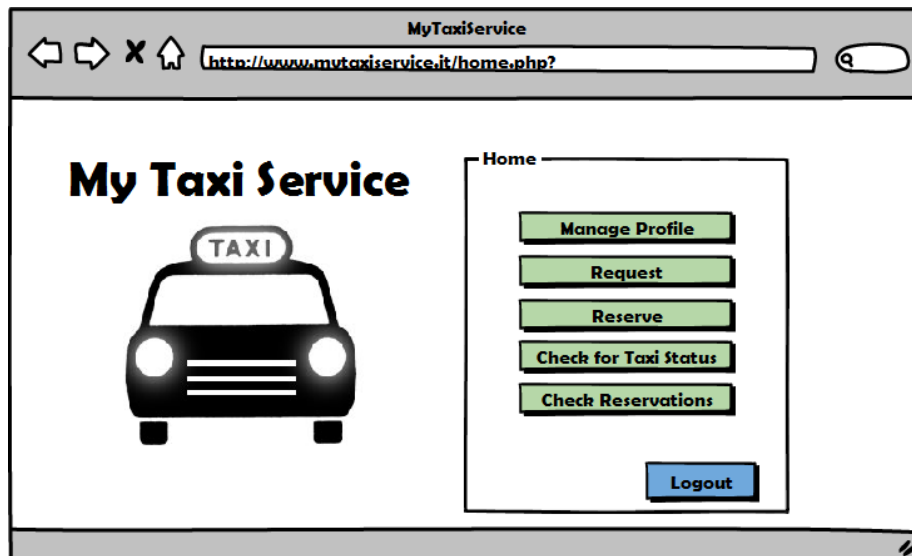 MyTaxiService
http://www.mytaxiservice.it/home.php?
My Taxi Service
TAXI
Home
Manage Profile
Request
Reserve
Check for Taxi Status
Check Reservations
Logout